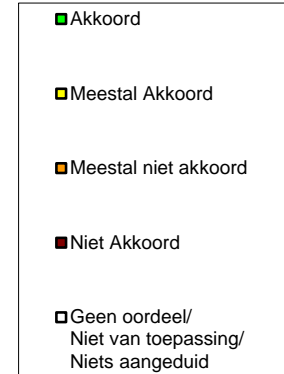 Akkoord
Meestal Akkoord
Meestal niet akkoord
Niet Akkoord
Geen oordeel/
Niet van toepassing/
Niets aangeduid